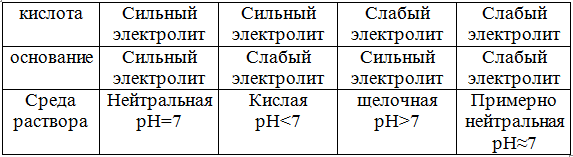 кислота Сильный Сильный Слабый Слабый
электролит электролит электролит электролит
основание Сильный Слабый Сильный Слабый
электролит электролит электролит электролит
Среда Нейтральная Кислая щелочная Примерно
раствора pH=7 pH<7 pH>7 нейтральная
pH≈7